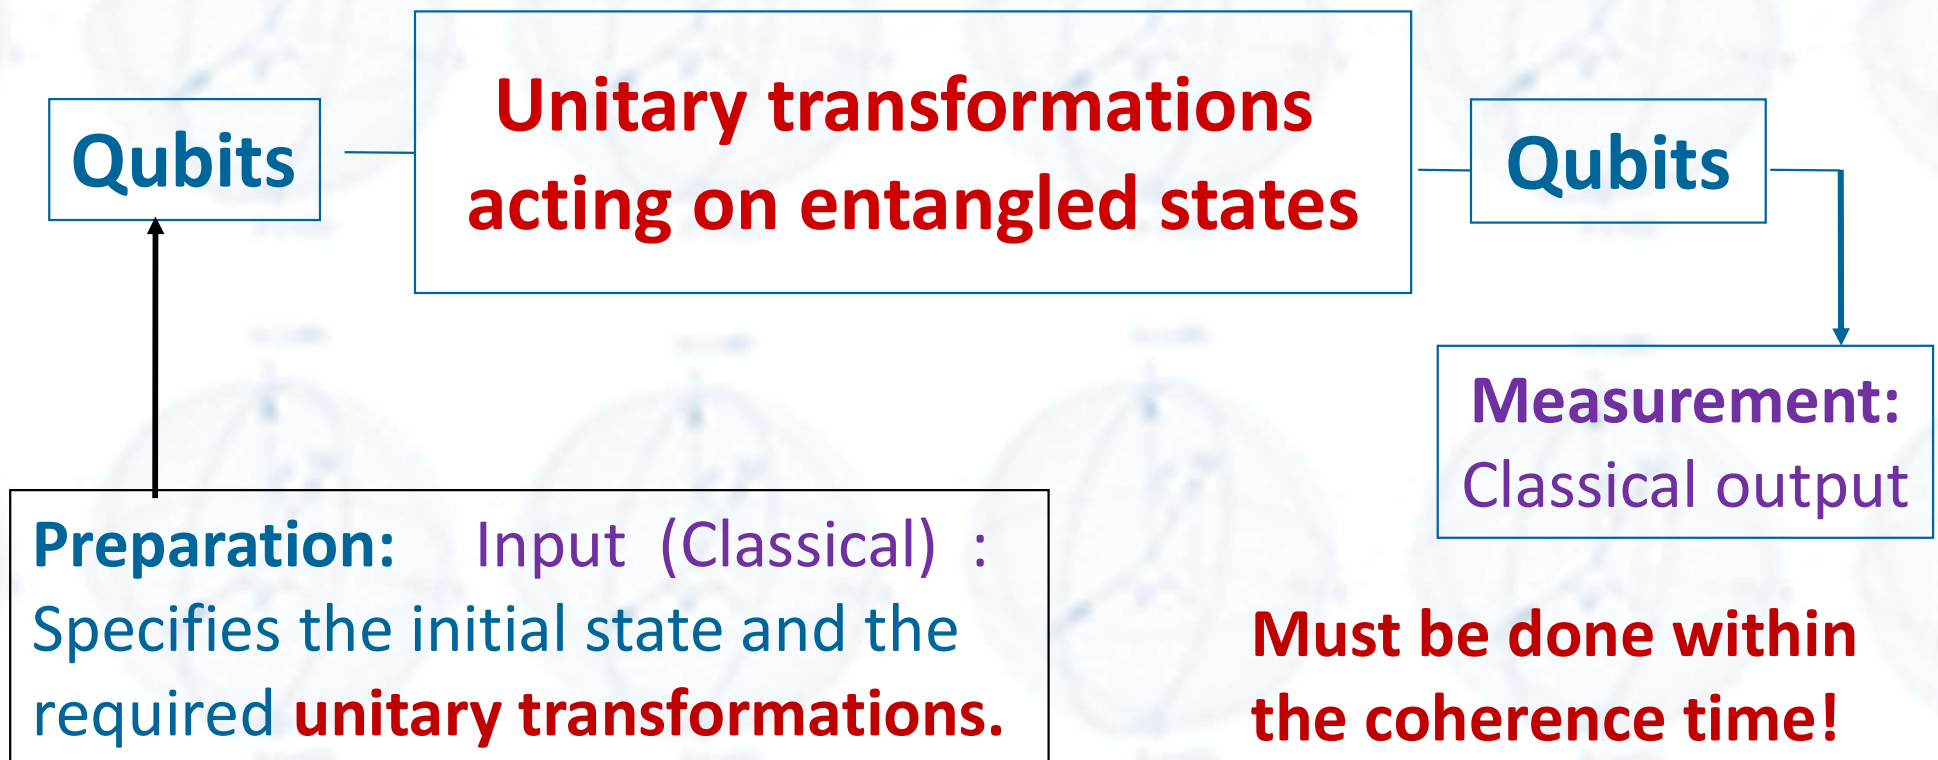 Qubits
Unitary transformations
acting on entangled states
Qubits
Measurement:
Classical output
Preparation: Input (Classical) :
Specifies the initial state and the
required unitary transformations.
Must be done within
the coherence time!